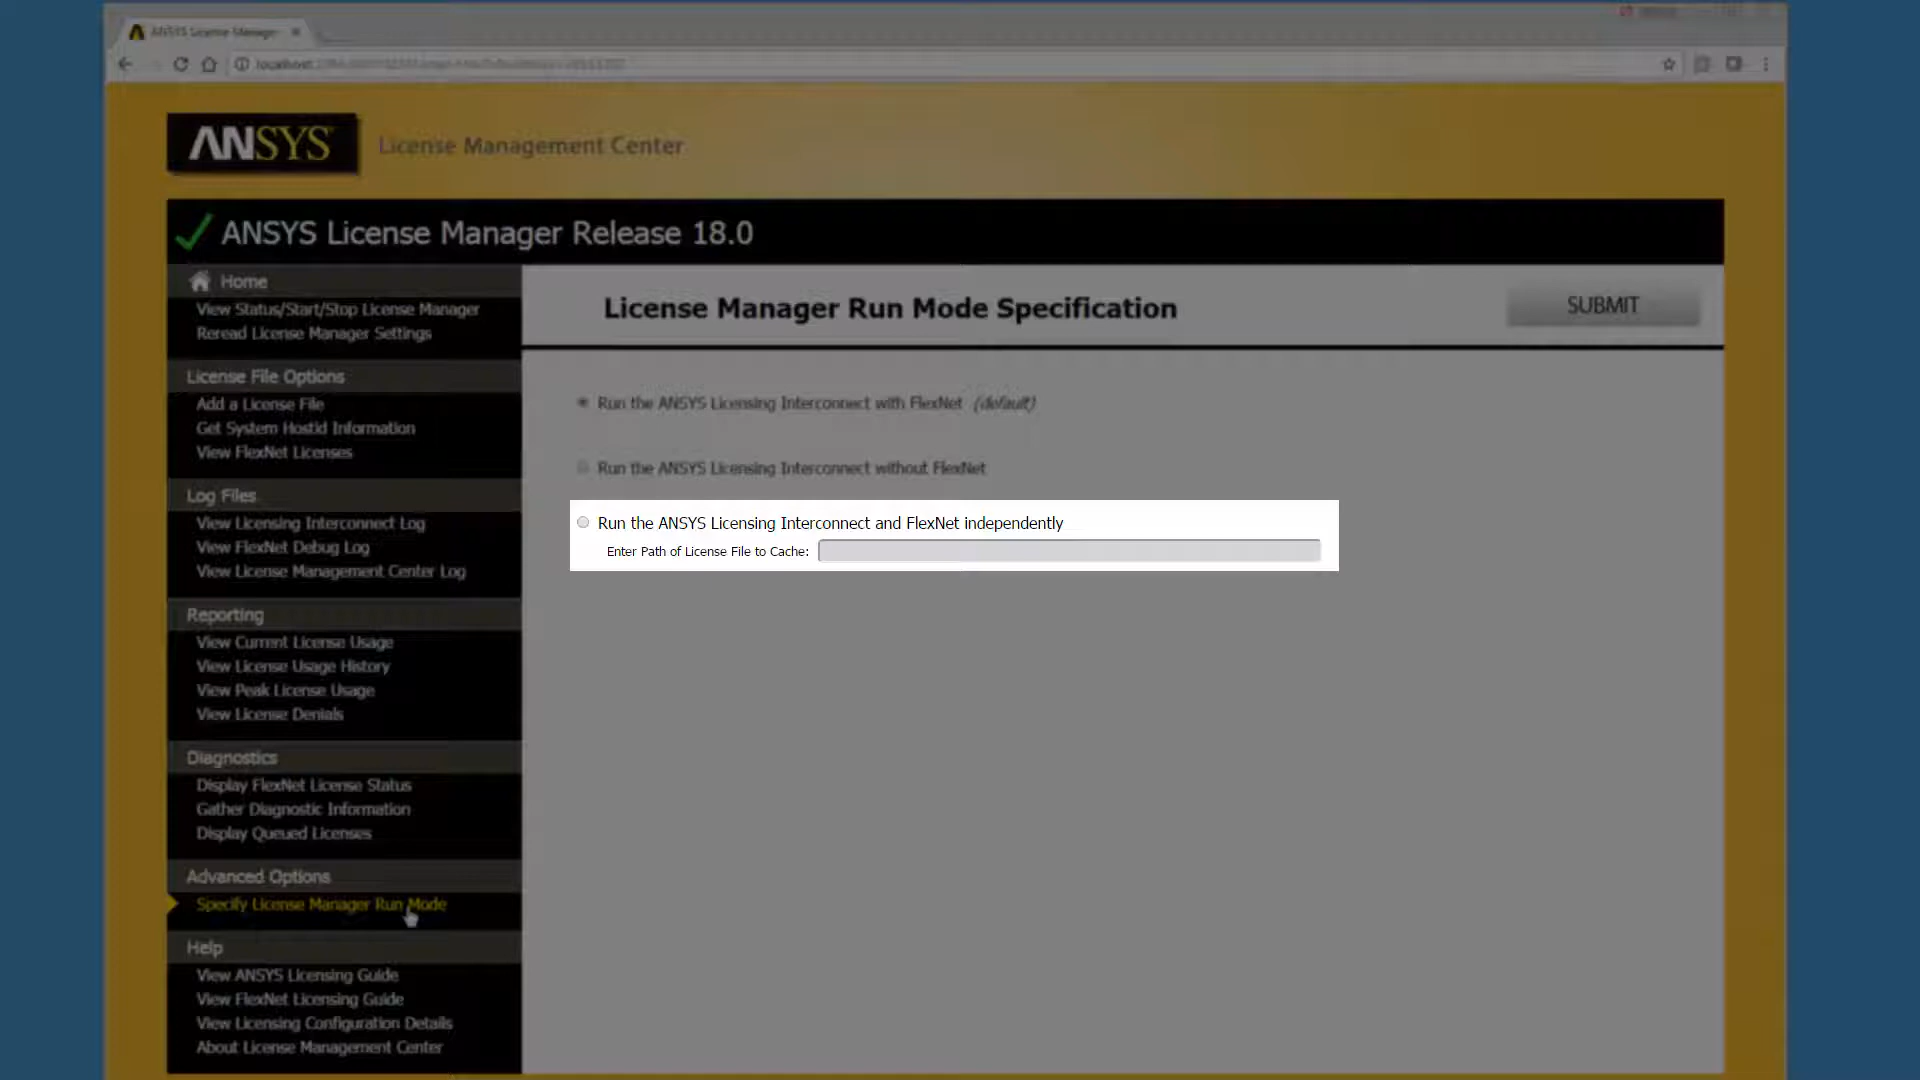 ANSYS License Manager
localhost
ANSYS License Management Center
ANSYS License Manager Release 18.0
Home
View Status/Start/Stop License Manager
Reread License Manager Settings
License File Options
Add a License File
Get System Hostid Information
View FlexNet Licenses
Log Files
View Licensing Interconnect Log
View FlexNet Debug Log
View License Management Center Log
Reporting
View Current License Usage
View License Usage History
View Peak License Usage
View License Denials
Diagnostics
Display FlexNet License Status
Gather Diagnostic Information
Display Queued Licenses
Advanced Options
Specify License Manager Run Mode
Help
View ANSYS Licensing Guide
View FlexNet Licensing Guide
View Licensing Configuration Details
About License Management Center
License Manager Run Mode Specification
SUBMIT
Run the ANSYS Licensing Interconnect with FlexNet (default)
Run the ANSYS Licensing Interconnect without FlexNet
Run the ANSYS Licensing Interconnect and FlexNet independently
Enter Path of License File to Cache: